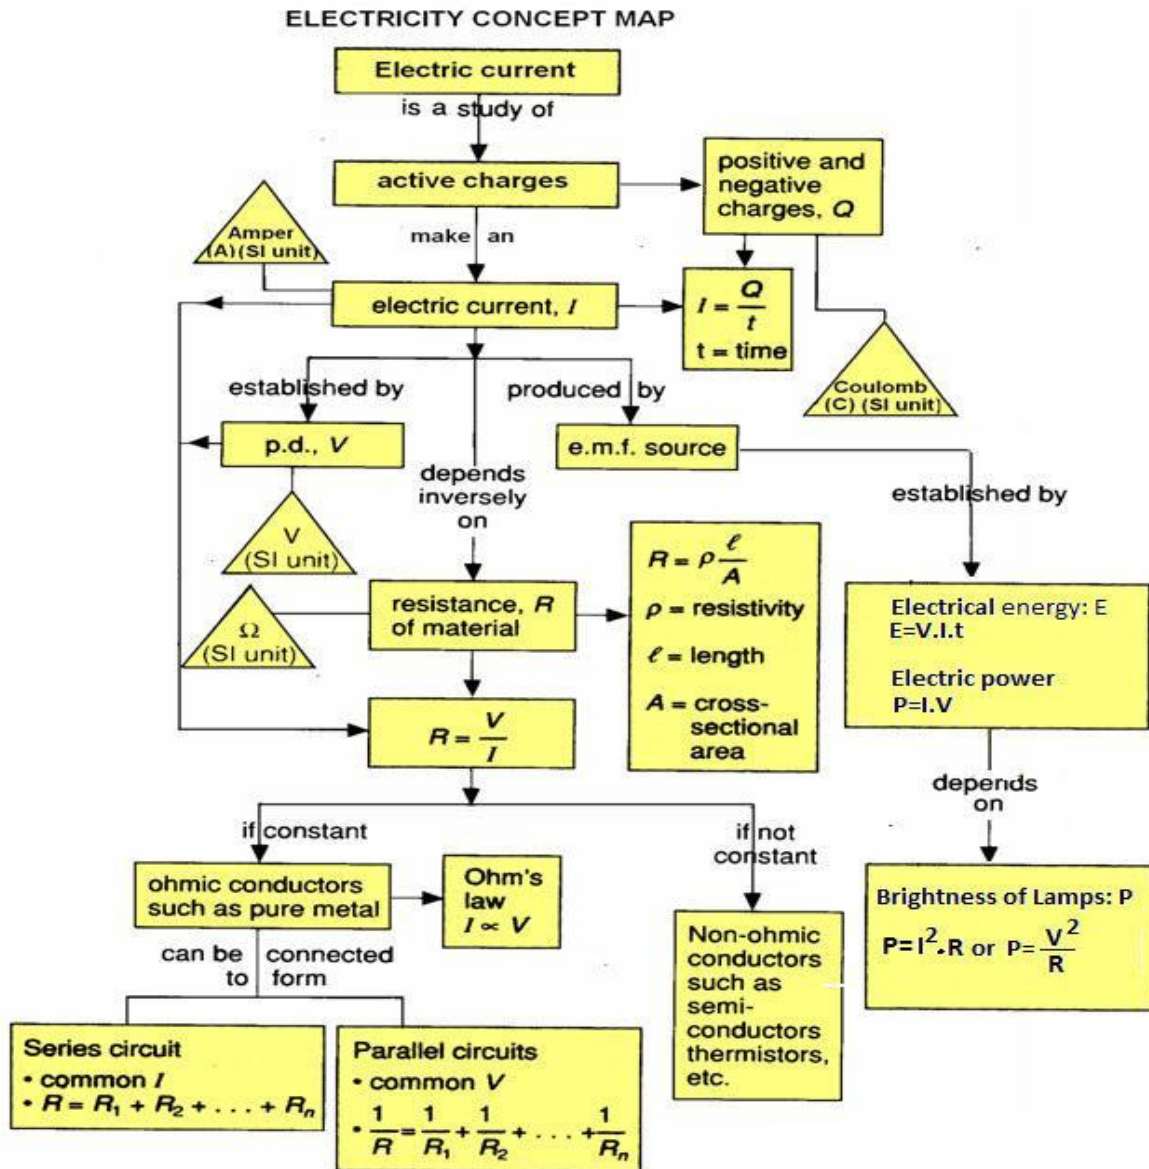 ELECTRICITY CONCEPT MAP
Electric current
is a study of
active charges
positive and
negative
charges, Q
Amper
(A)(SI unit)
make an
electric current, I
I = Q/t
t = time
Coulomb
(C) (SI unit)
established by
produced by
p.d., V
e.m.f. source
V
(SI unit)
depends
inversely
on
established by
Ω
(SI unit)
resistance, R
of material
R = ρ ℓ/A
ρ = resistivity
ℓ = length
A = cross-
sectional
area
Electrical energy: E
E=V.I.t
Electric power
P=I.V
R = V/I
depends
on
if constant
if not
constant
ohmic conductors
such as pure metal
Ohm's
law
I ∝ V
Brightness of Lamps: P
P=I².R or P=V²/R
Non-ohmic
conductors
such as
semi-
conductors
thermistors,
etc.
can be connected
to form
Series circuit
• common I
• R = R₁ + R₂ + . . . + Rₙ
Parallel circuits
• common V
• 1/R = 1/R₁ + 1/R₂ + . . . + 1/Rₙ